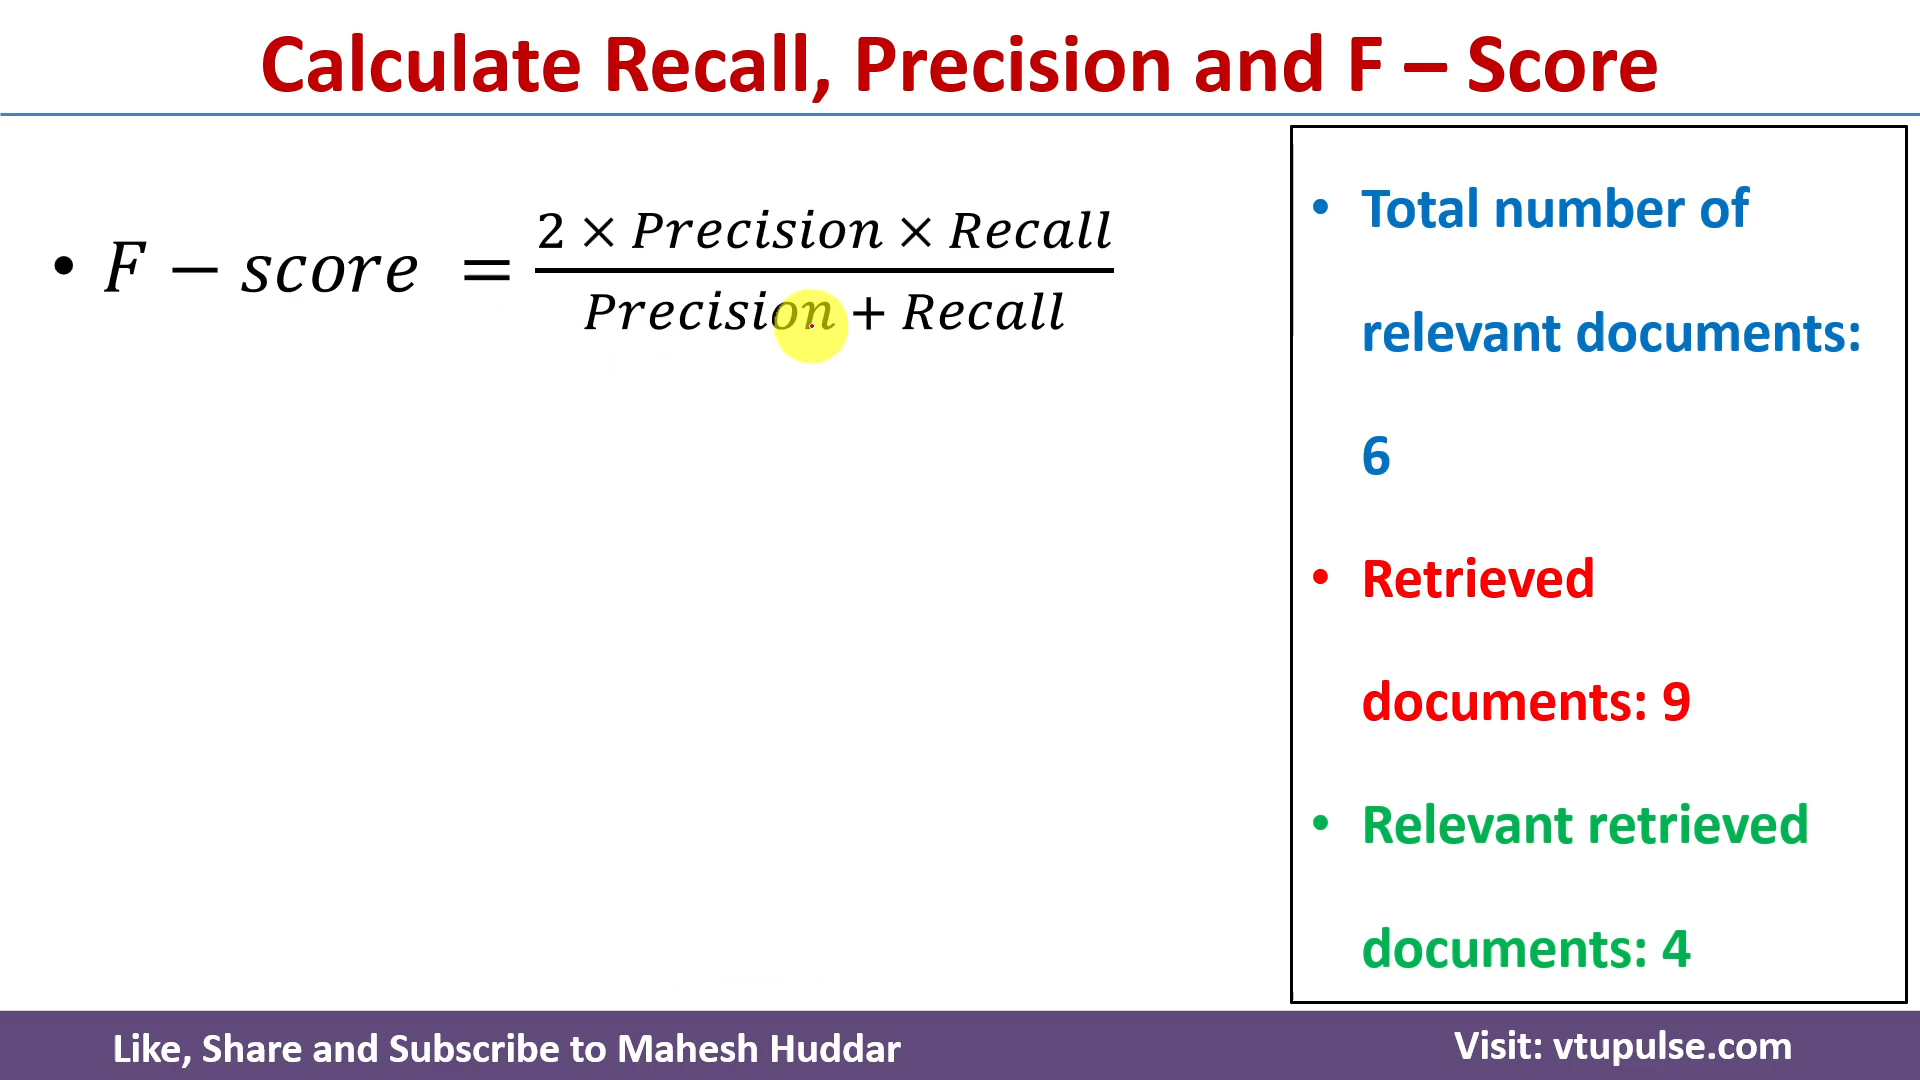 Calculate Recall, Precision and F – Score
• F − score = 2 × Precision × Recall / Precision + Recall
• Total number of
relevant documents:
6
• Retrieved
documents: 9
• Relevant retrieved
documents: 4
Like, Share and Subscribe to Mahesh Huddar
Visit: vtupulse.com